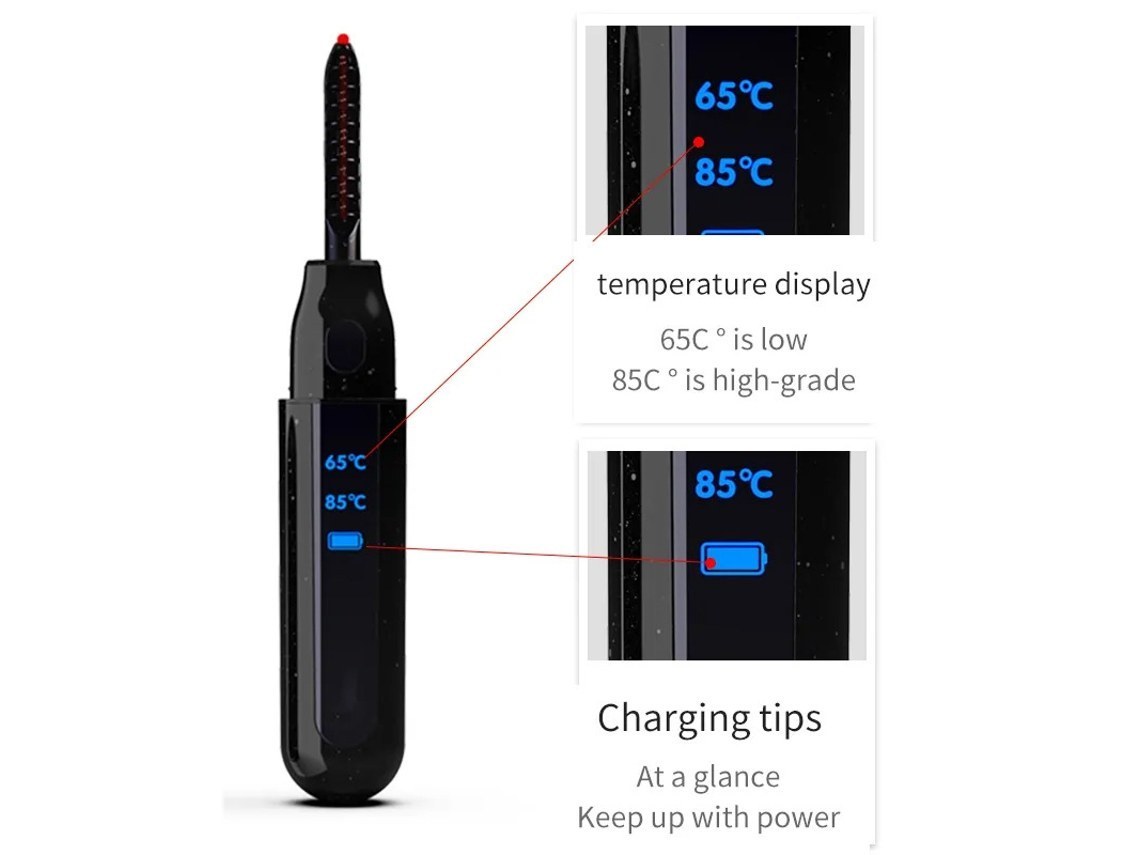 65℃
85℃
65℃
85℃
temperature display
65C ° is low
85C ° is high-grade
85℃
Charging tips
At a glance
Keep up with power